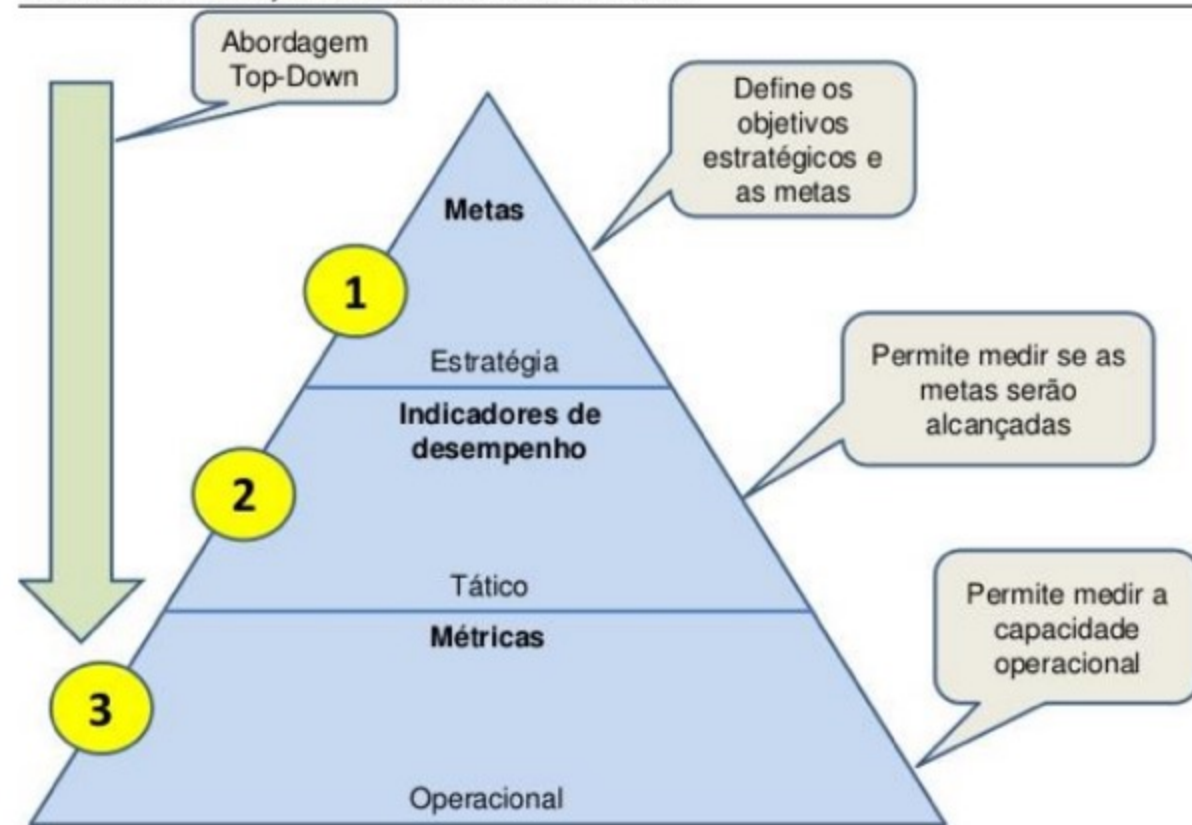 Abordagem
Top-Down
Define os
objetivos
estratégicos e
as metas
Metas
1
Estratégia
Permite medir se as
metas serão
alcançadas
Indicadores de
desempenho
2
Tático
Permite medir a
capacidade
operacional
Métricas
3
Operacional